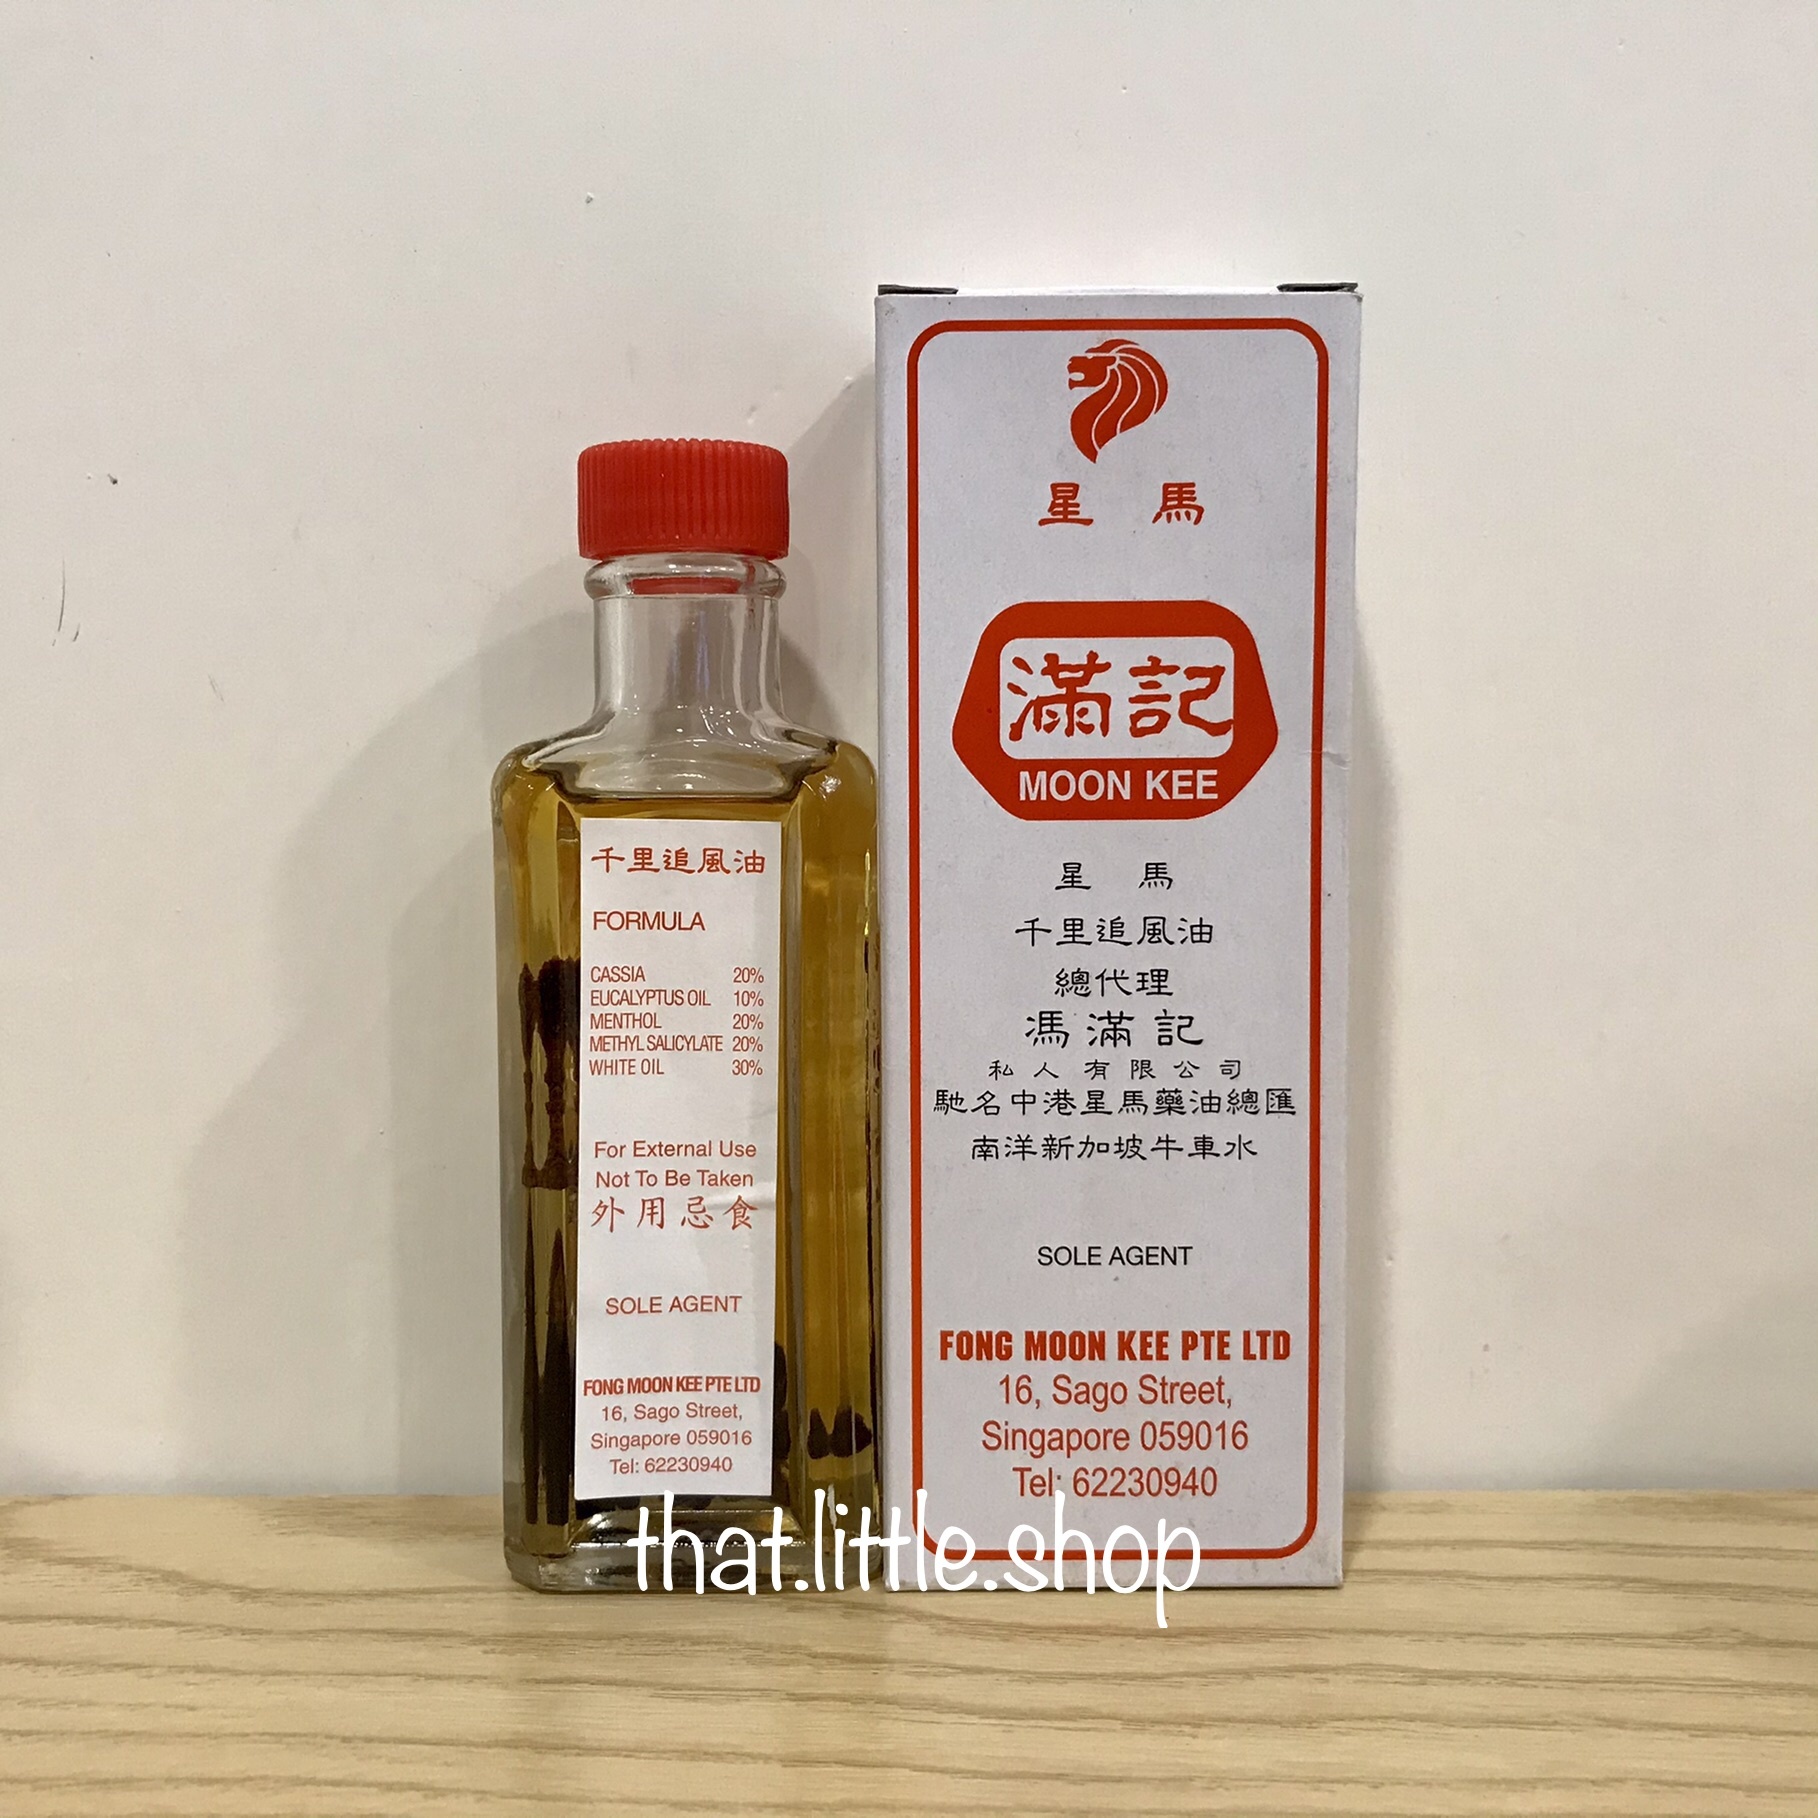 千里追風油
FORMULA
CASSIA 20%
EUCALYPTUS OIL 10%
MENTHOL 20%
METHYL SALICYLATE 20%
WHITE OIL 30%
For External Use
Not To Be Taken
外用忌食
SOLE AGENT
FONG MOON KEE PTE LTD
16, Sago Street,
Singapore 059016
Tel: 62230940
星 馬
滿記
MOON KEE
星 馬
千里追風油
總代理
馮滿記
私人有限公司
馳名中港星馬藥油總匯
南洋新加坡牛車水
SOLE AGENT
FONG MOON KEE PTE LTD
16, Sago Street,
Singapore 059016
Tel: 62230940
that.little.shop